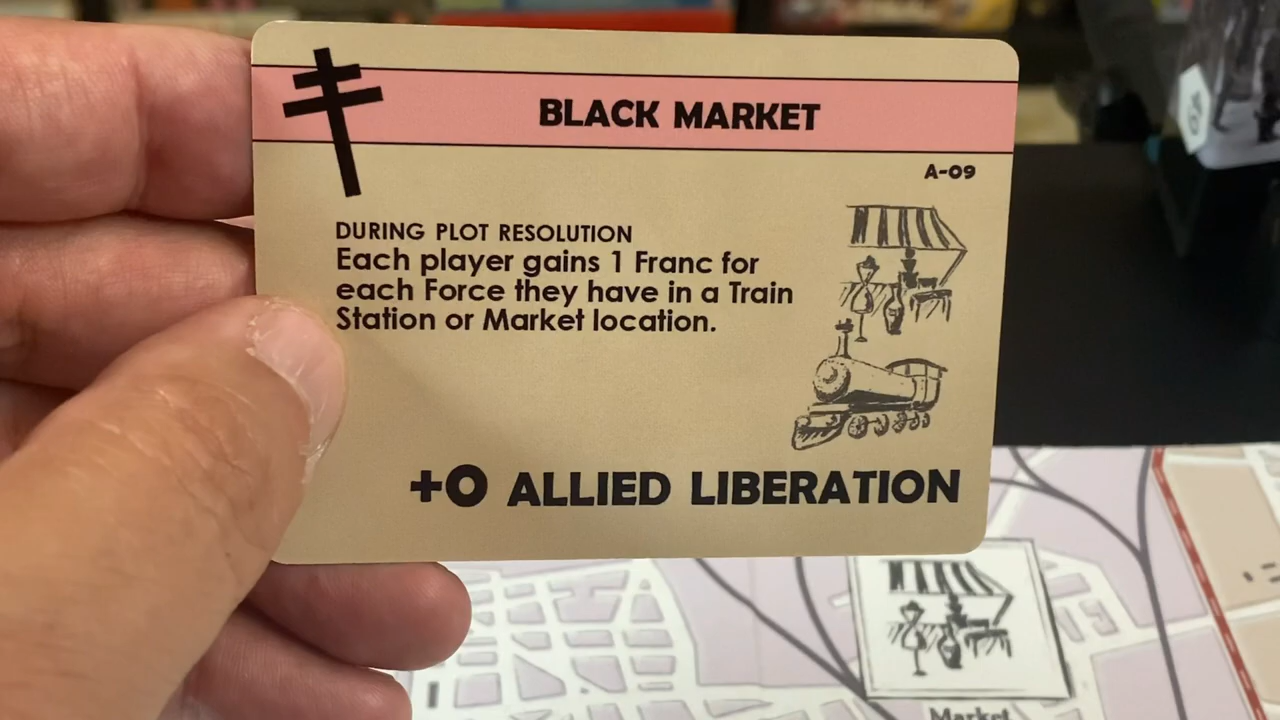 BLACK MARKET
A-09
DURING PLOT RESOLUTION
Each player gains 1 Franc for
each Force they have in a Train
Station or Market location.
+0 ALLIED LIBERATION
Market